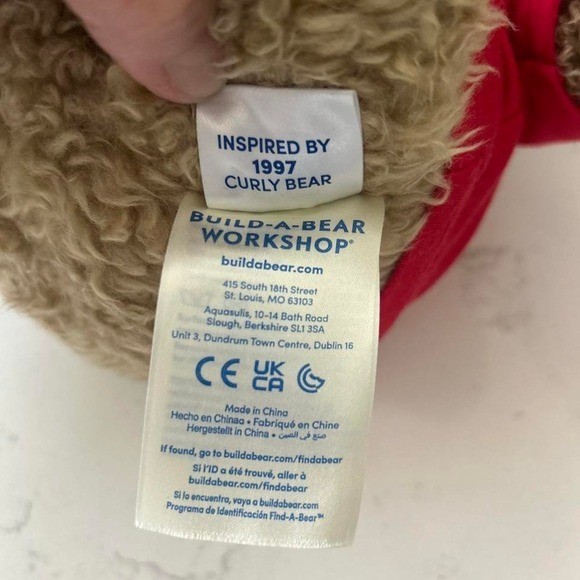 INSPIRED BY
1997
CURLY BEAR
BUILD-A-BEAR
WORKSHOP®
buildabear.com
415 South 18th Street
St. Louis, MO 63103
Aquasulis, 10-14 Bath Road
Slough, Berkshire SL1 3SA
Unit 3, Dundrum Town Centre, Dublin 16
CE UK
CA
Made in China
Hecho en Chinaa • Fabriqué en Chine
Hergestellt in China • صنع في الصين
If found, go to buildabear.com/findabear
Si l'ID a été trouvé, aller à
buildabear.com/findabear
Si lo encuentra, vaya a buildabear.com
Programa de Identificación Find-A-Bear™